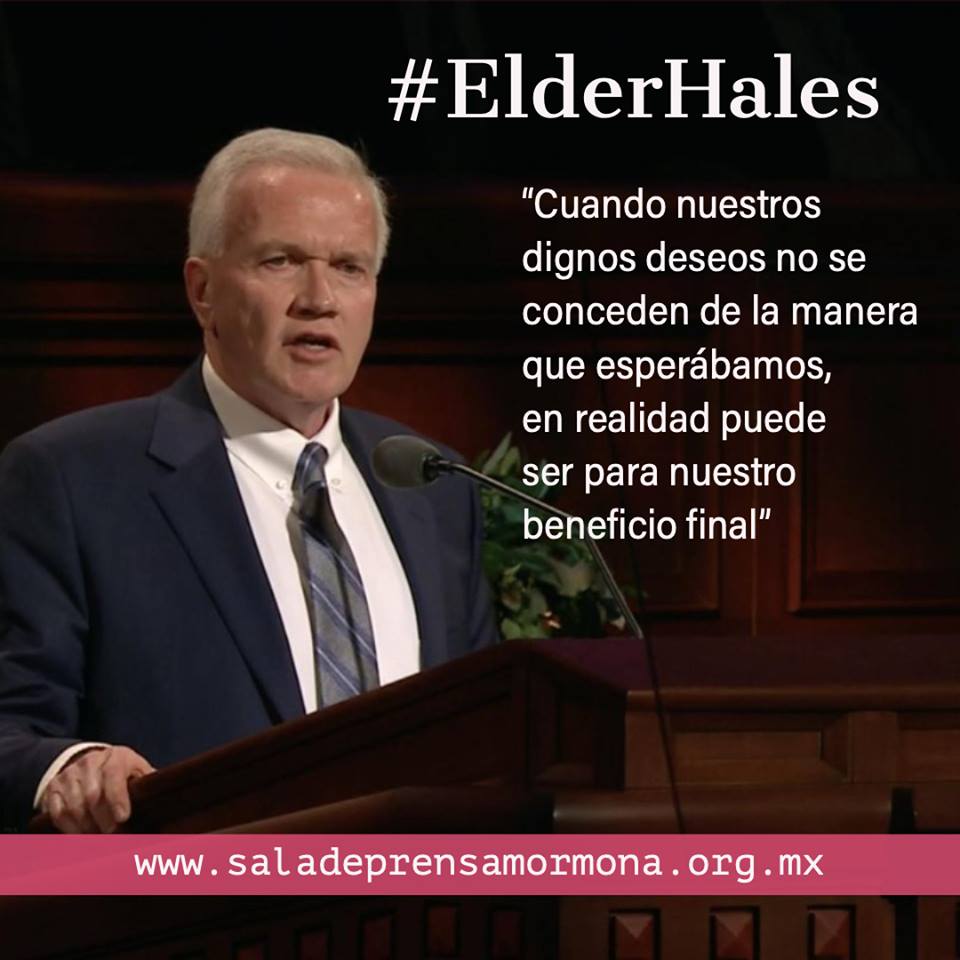 #ElderHales
"Cuando nuestros
dignos deseos no se
conceden de la manera
que esperábamos,
en realidad puede
ser para nuestro
beneficio final"
www.saladeprensamormona.org.mx